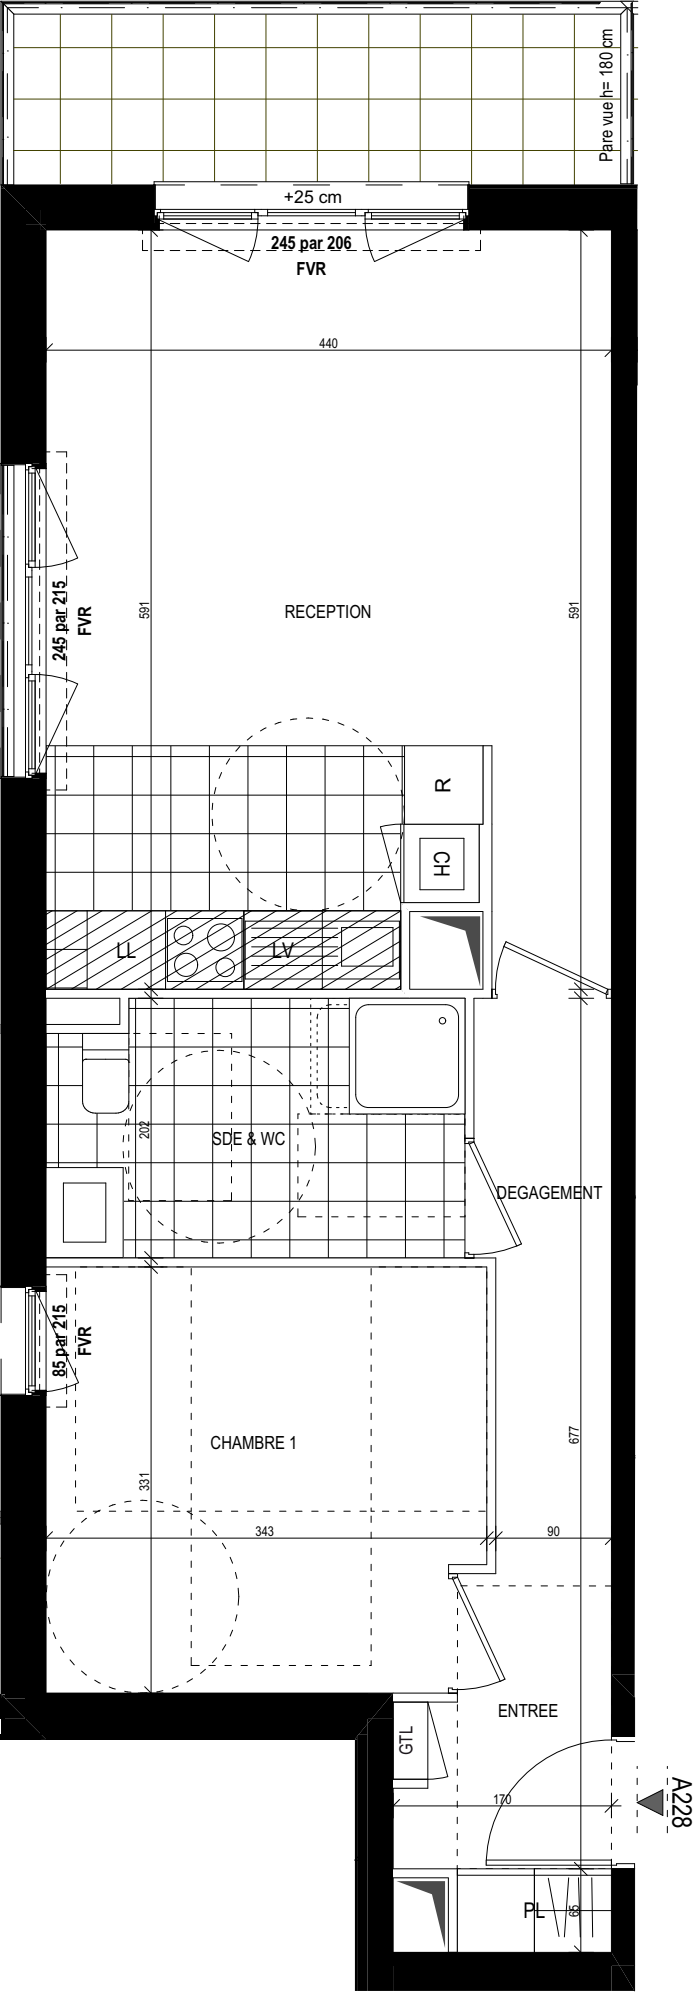 Pare vue h= 180 cm
+25 cm
245 par 206
FVR
440
591
591
245 par 215
FVR
RECEPTION
R
CH
LL
LV
202
SDE & WC
DEGAGEMENT
85 par 215
FVR
CHAMBRE 1
331
677
343
90
ENTREE
GTL
170
A228
PL
65